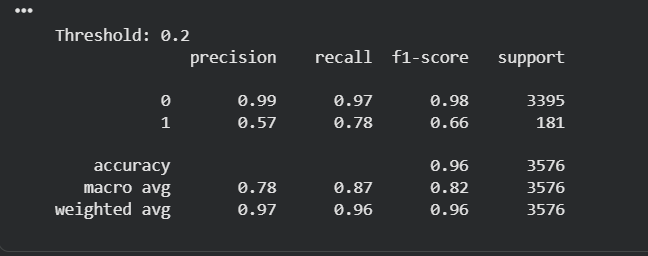 Threshold: 0.2
precision recall f1-score support
0 0.99 0.97 0.98 3395
1 0.57 0.78 0.66 181
accuracy 0.96 3576
macro avg 0.78 0.87 0.82 3576
weighted avg 0.97 0.96 0.96 3576